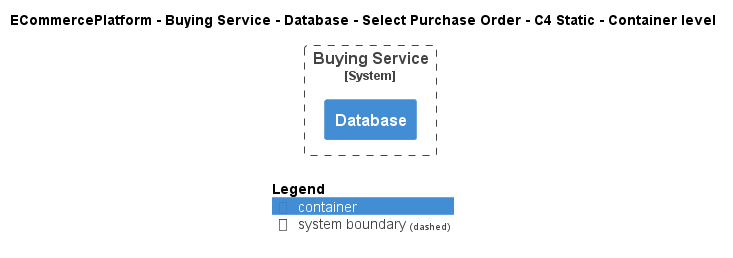 ECommercePlatform - Buying Service - Database - Select Purchase Order - C4 Static - Container level
Buying Service
[System]
Database
Legend
container
system boundary (dashed)